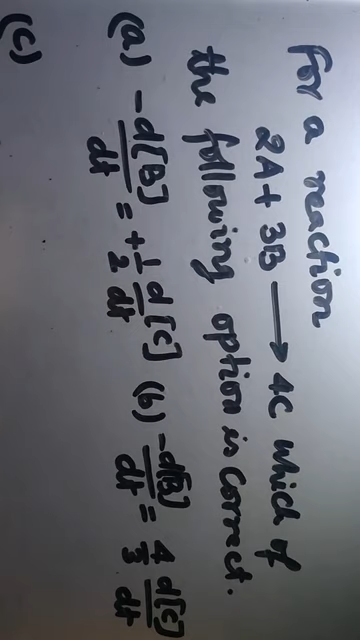 For a reaction
2A + 3B ⟶ 4C which of
the following option is correct.
(a) -d[B]/dt = +1/2 d[C]/dt (b) -d[B]/dt = 4/3 d[C]/dt
(c)